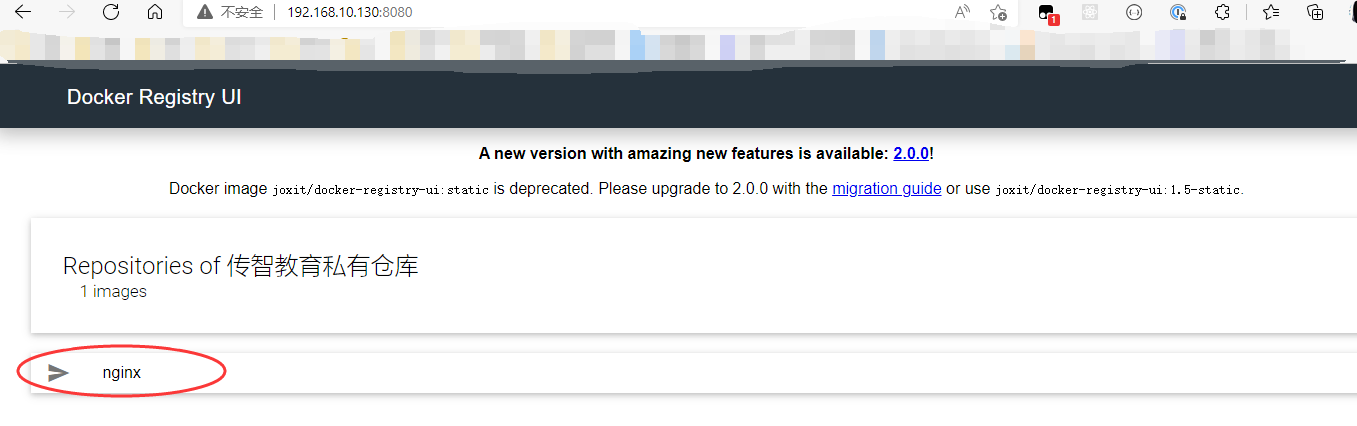 不安全 192.168.10.130:8080
1
Docker Registry UI
A new version with amazing new features is available: 2.0.0!
Docker image joxit/docker-registry-ui:static is deprecated. Please upgrade to 2.0.0 with the migration guide or use joxit/docker-registry-ui:1.5-static.
Repositories of 传智教育私有仓库
1 images
nginx